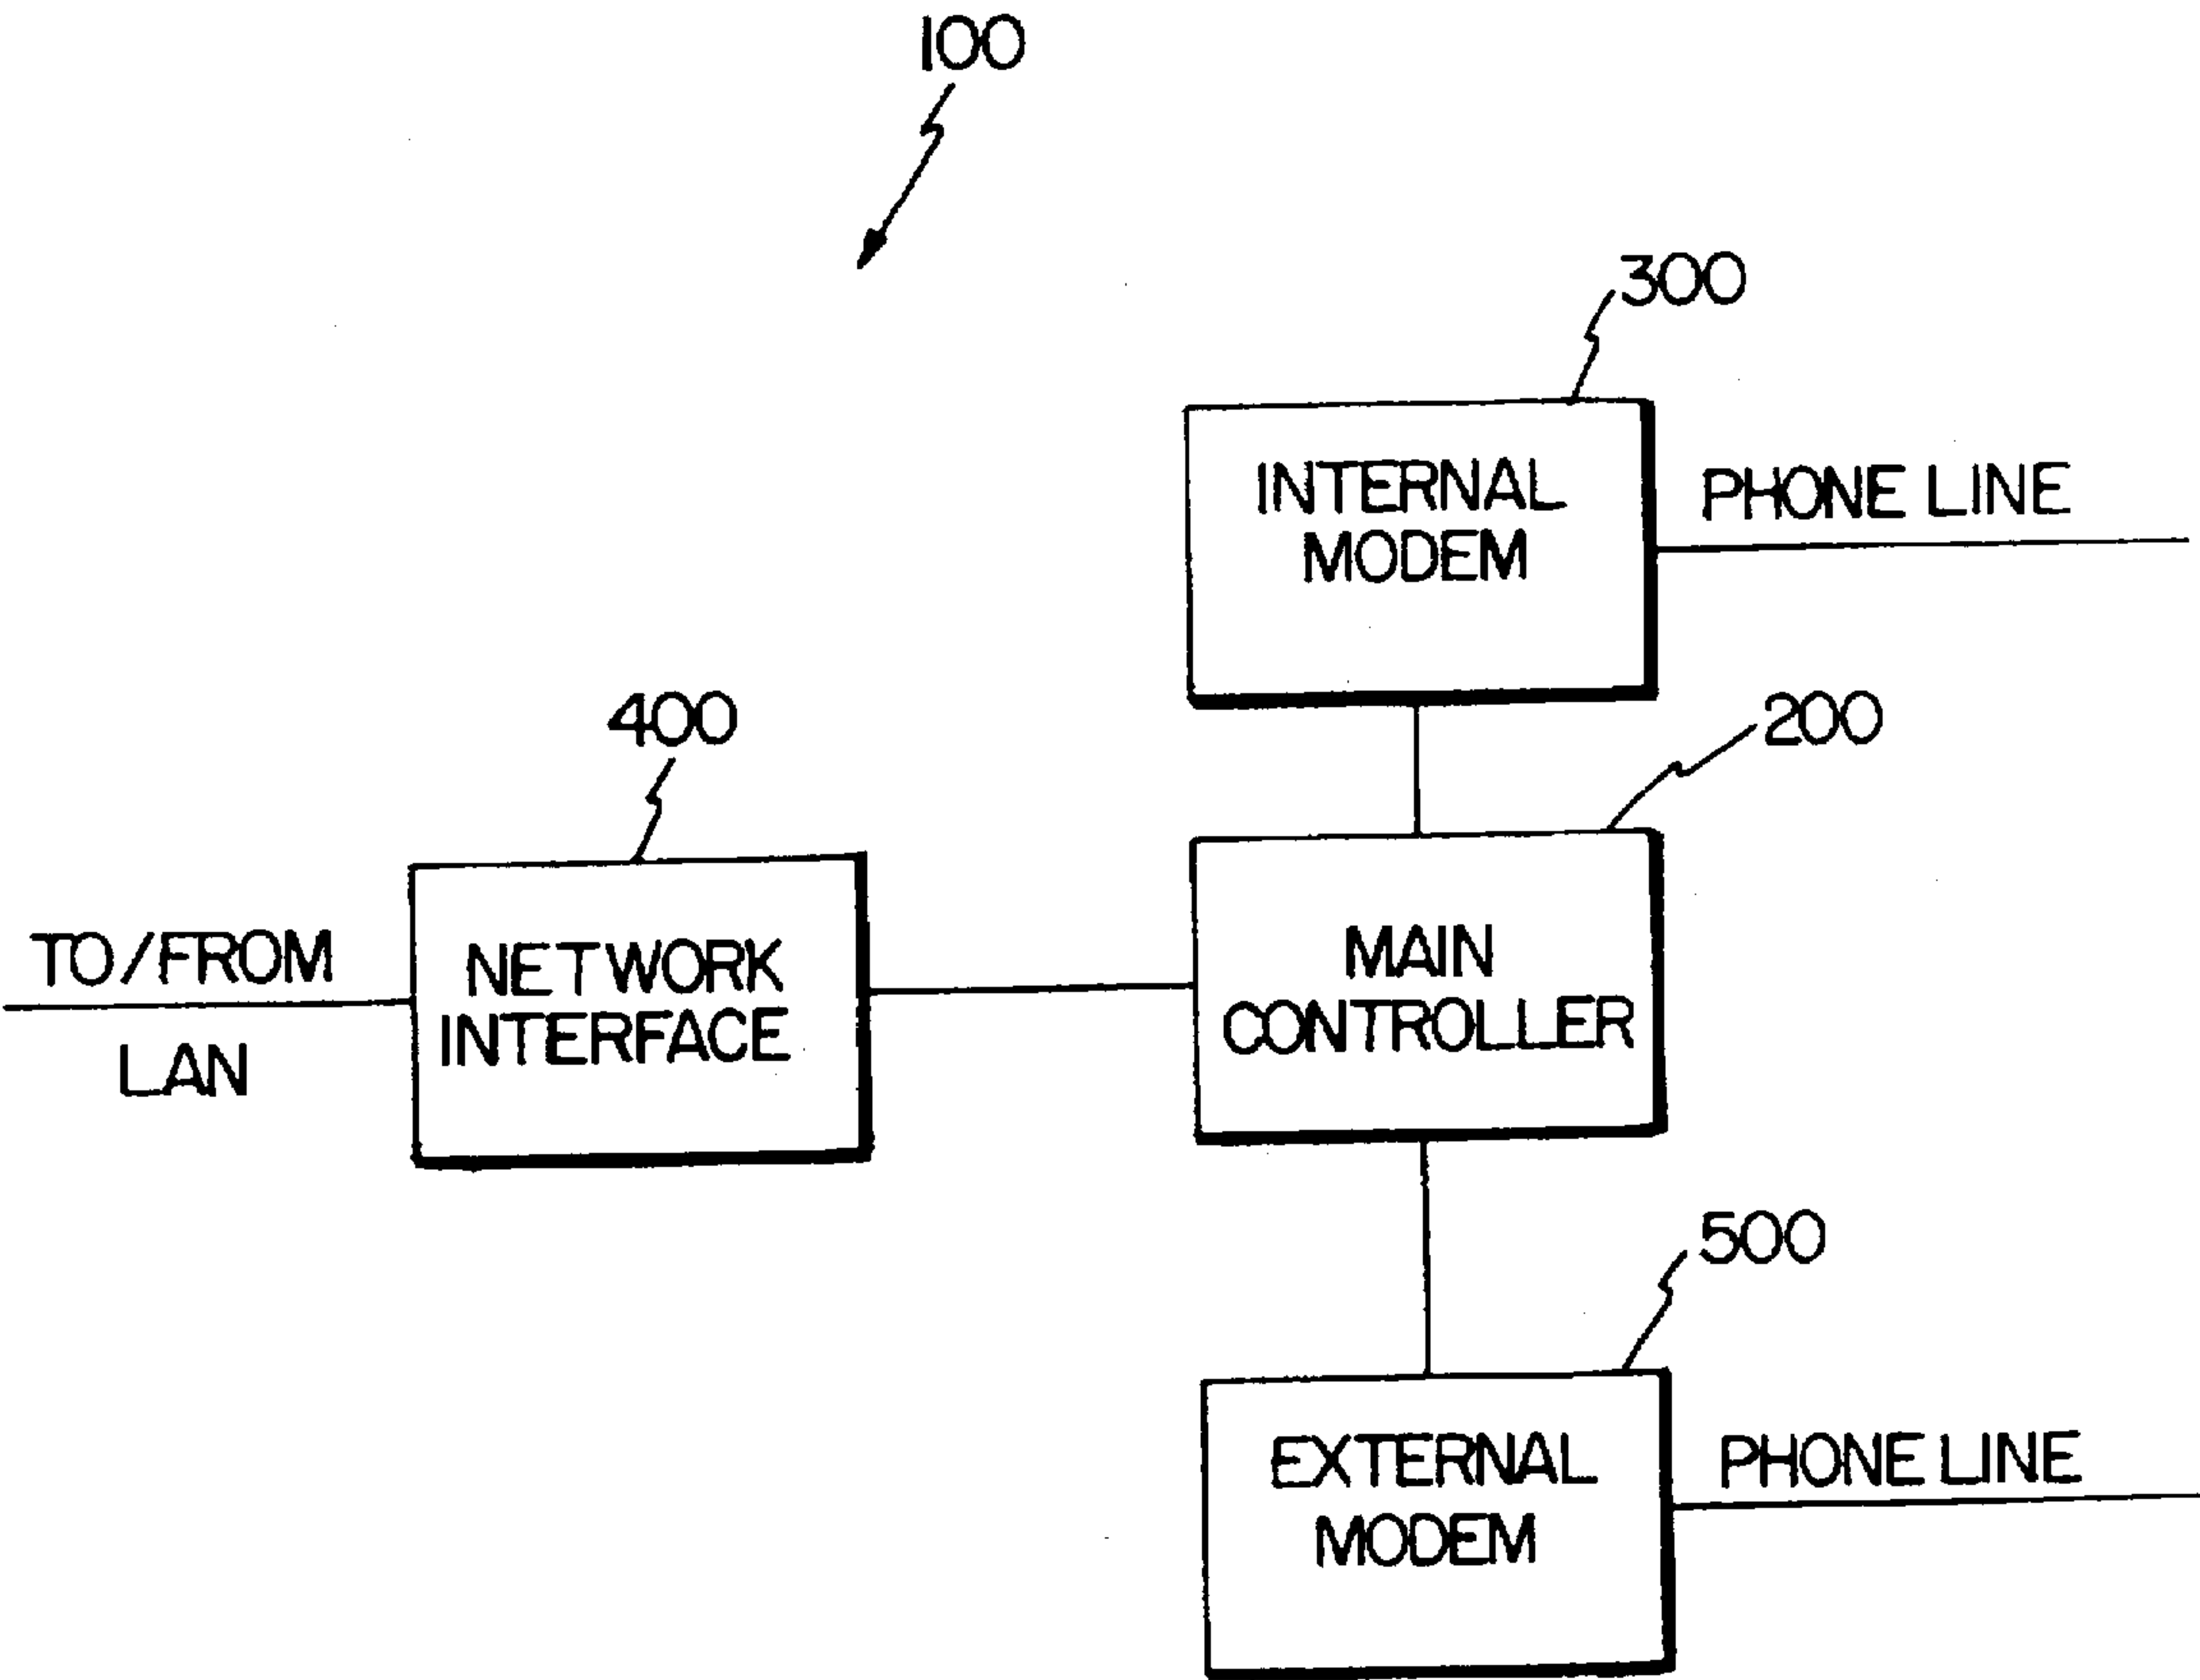 100
300
INTERNAL
MODEM
PHONE LINE
400
200
TO/FROM
LAN
NETWORK
INTERFACE
MAIN
CONTROLLER
500
EXTERNAL
MODEM
PHONE LINE